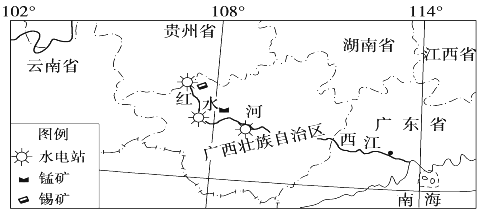 102°
108°
114°
贵州省
湖南省
江西省
云南省
红水河
广西壮族自治区
广东省
西江
南海
图例
水电站
锰矿
锡矿